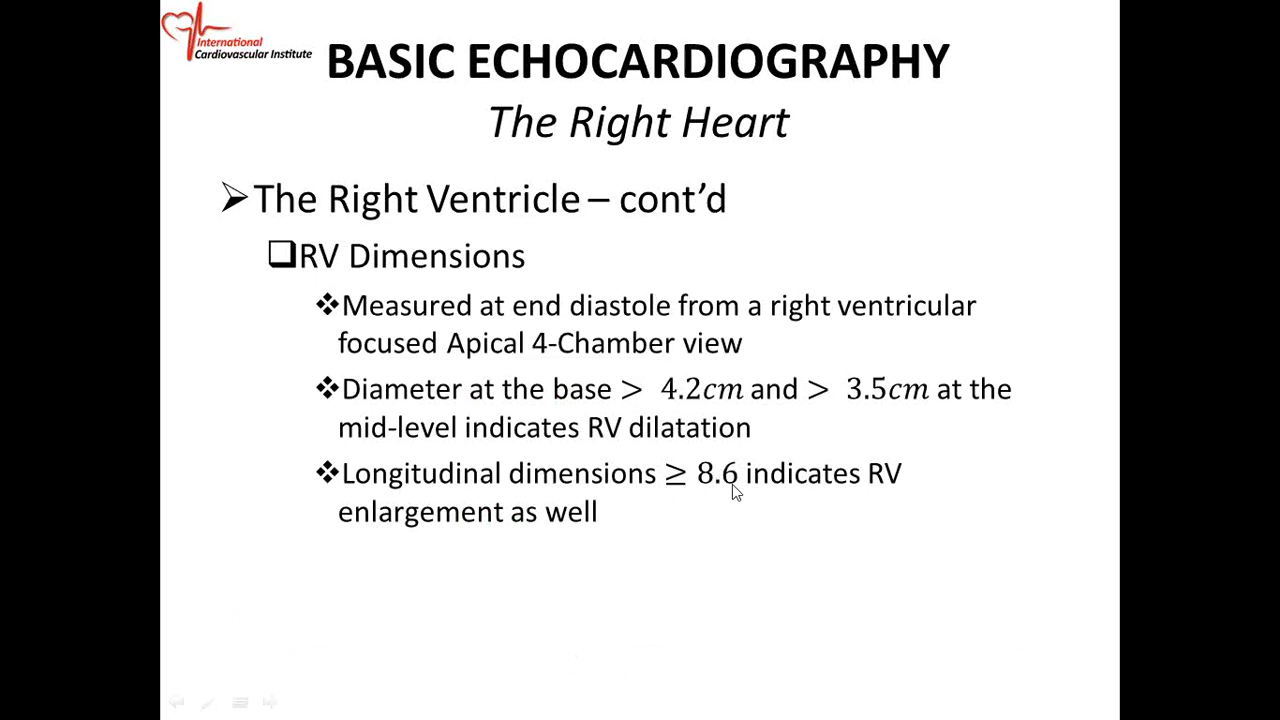 International
Cardiovascular Institute
BASIC ECHOCARDIOGRAPHY
The Right Heart
The Right Ventricle – cont’d
RV Dimensions
Measured at end diastole from a right ventricular
focused Apical 4-Chamber view
Diameter at the base > 4.2cm and > 3.5cm at the
mid-level indicates RV dilatation
Longitudinal dimensions ≥ 8.6 indicates RV
enlargement as well